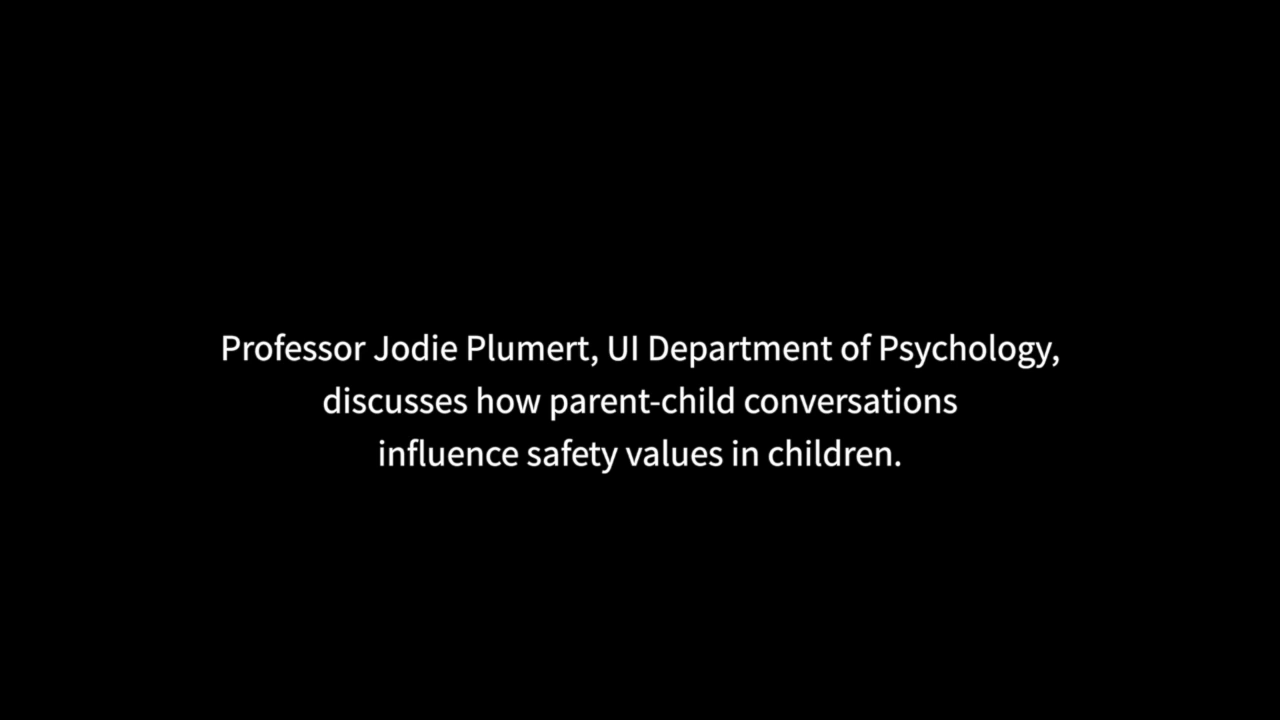 Professor Jodie Plumert, UI Department of Psychology,
discusses how parent-child conversations
influence safety values in children.